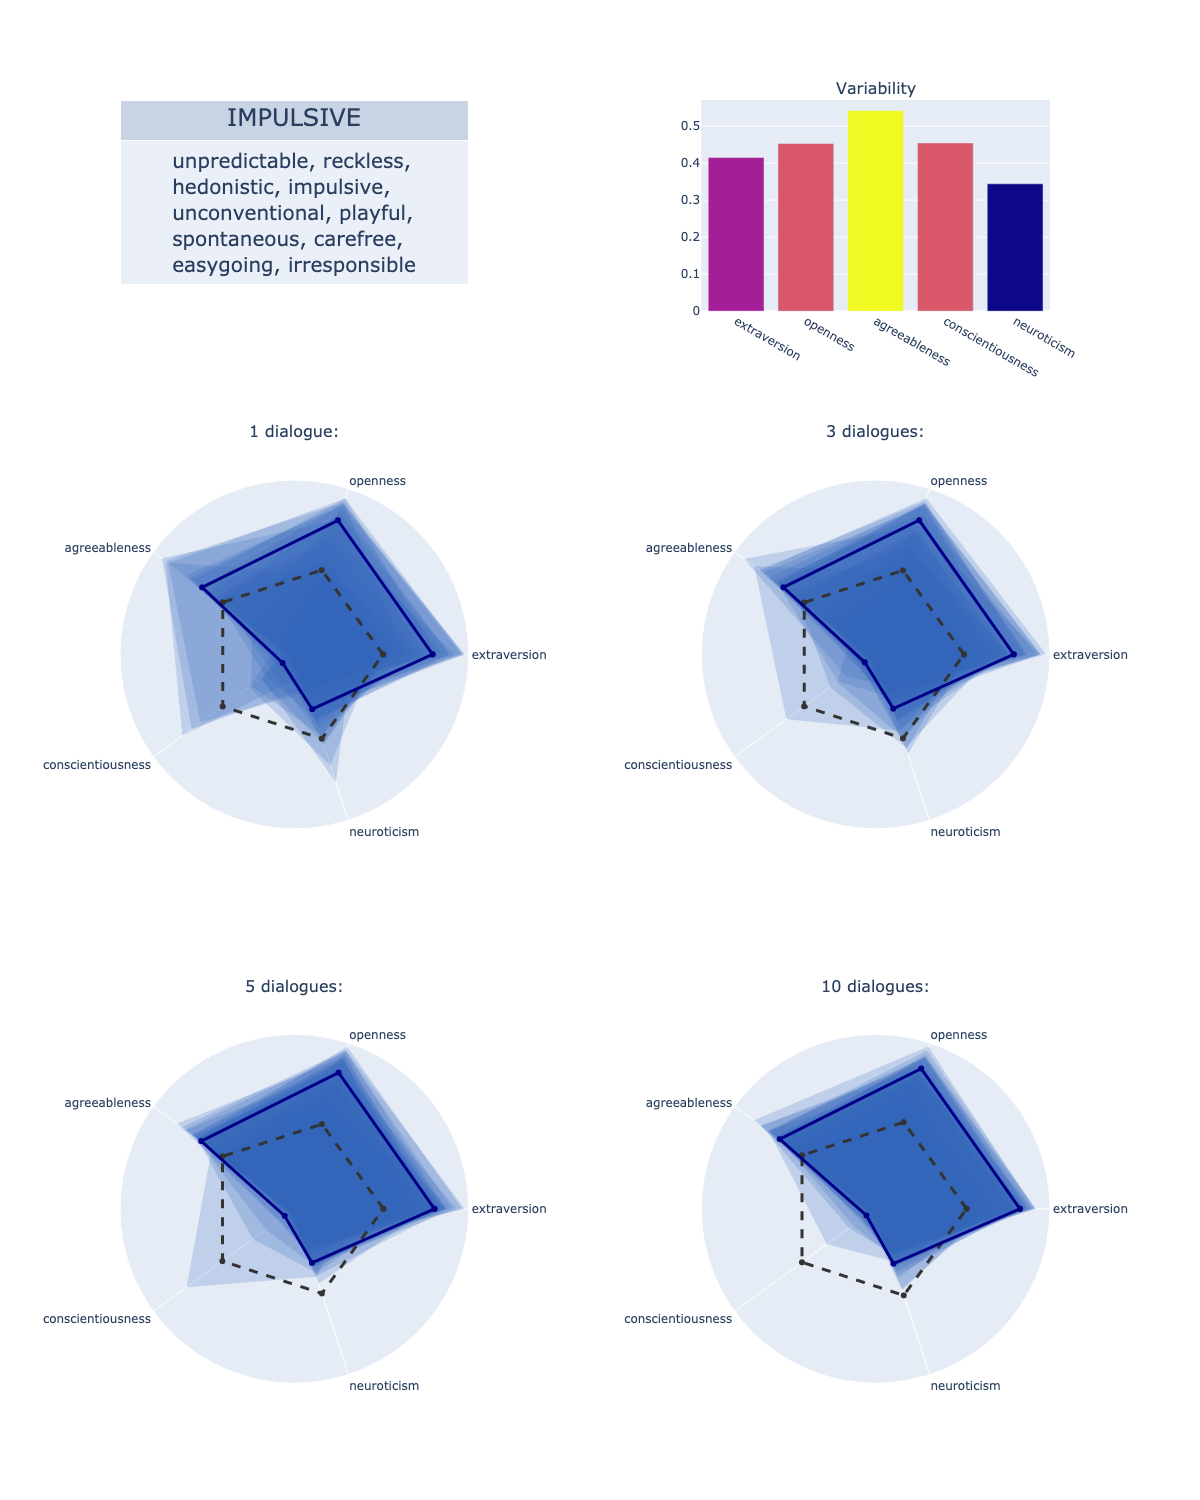 IMPULSIVE
unpredictable, reckless,
hedonistic, impulsive,
unconventional, playful,
spontaneous, carefree,
easygoing, irresponsible
Variability
0.5
0.4
0.3
0.2
0.1
0
extraversion
openness
agreeableness
conscientiousness
neuroticism
1 dialogue:
openness
agreeableness
extraversion
conscientiousness
neuroticism
3 dialogues:
openness
agreeableness
extraversion
conscientiousness
neuroticism
5 dialogues:
openness
agreeableness
extraversion
conscientiousness
neuroticism
10 dialogues:
openness
agreeableness
extraversion
conscientiousness
neuroticism